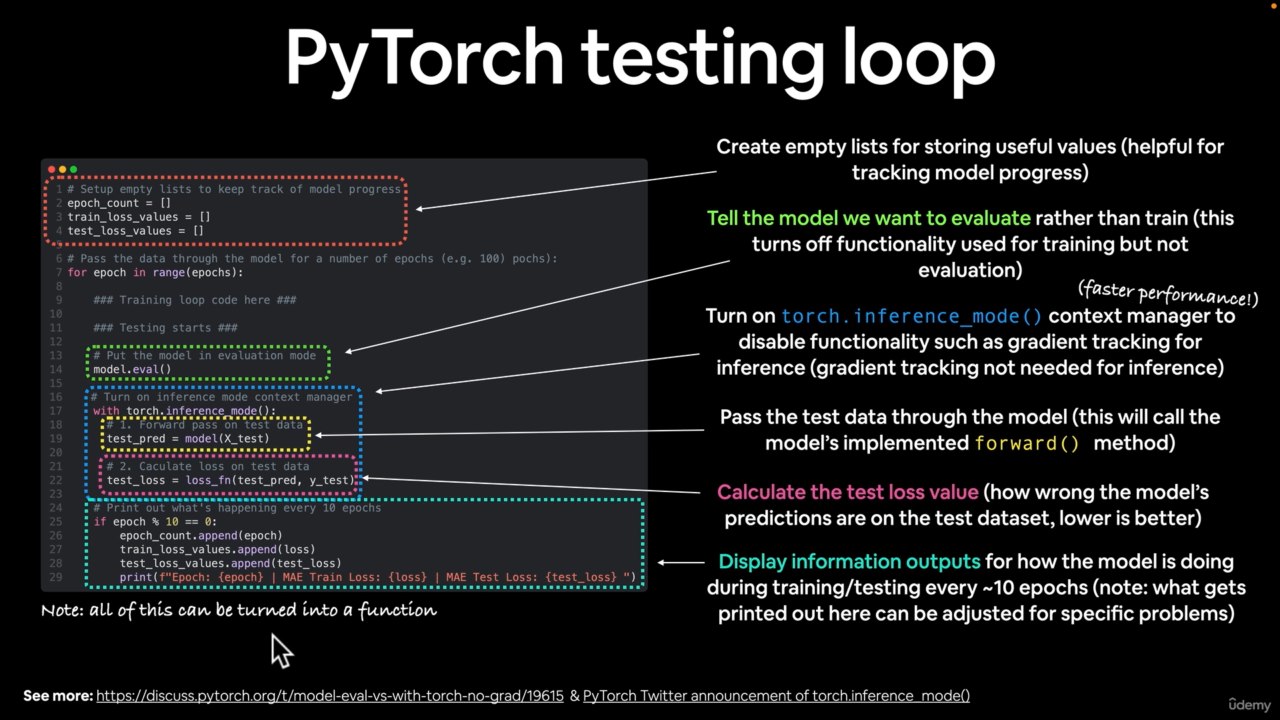 PyTorch testing loop
1 # Setup empty lists to keep track of model progress
2 epoch_count = []
3 train_loss_values = []
4 test_loss_values = []
5
6 # Pass the data through the model for a number of epochs (e.g. 100) pochs):
7 for epoch in range(epochs):
8
9 ### Training loop code here ###
10
11 ### Testing starts ###
12
13 # Put the model in evaluation mode
14 model.eval()
15
16 # Turn on inference mode context manager
17 with torch.inference_mode():
18 # 1. Forward pass on test data
19 test_pred = model(X_test)
20
21 # 2. Caculate loss on test data
22 test_loss = loss_fn(test_pred, y_test)
23
24 # Print out what's happening every 10 epochs
25 if epoch % 10 == 0:
26 epoch_count.append(epoch)
27 train_loss_values.append(loss)
28 test_loss_values.append(test_loss)
29 print(f"Epoch: {epoch} | MAE Train Loss: {loss} | MAE Test Loss: {test_loss} ")
Note: all of this can be turned into a function
Create empty lists for storing useful values (helpful for
tracking model progress)
Tell the model we want to evaluate rather than train (this
turns off functionality used for training but not
evaluation)
(faster performance!)
Turn on torch.inference_mode() context manager to
disable functionality such as gradient tracking for
inference (gradient tracking not needed for inference)
Pass the test data through the model (this will call the
model's implemented forward() method)
Calculate the test loss value (how wrong the model's
predictions are on the test dataset, lower is better)
Display information outputs for how the model is doing
during training/testing every ~10 epochs (note: what gets
printed out here can be adjusted for specific problems)
See more: https://discuss.pytorch.org/t/model-eval-vs-with-torch-no-grad/19615 & PyTorch Twitter announcement of torch.inference_mode()
ûdemy